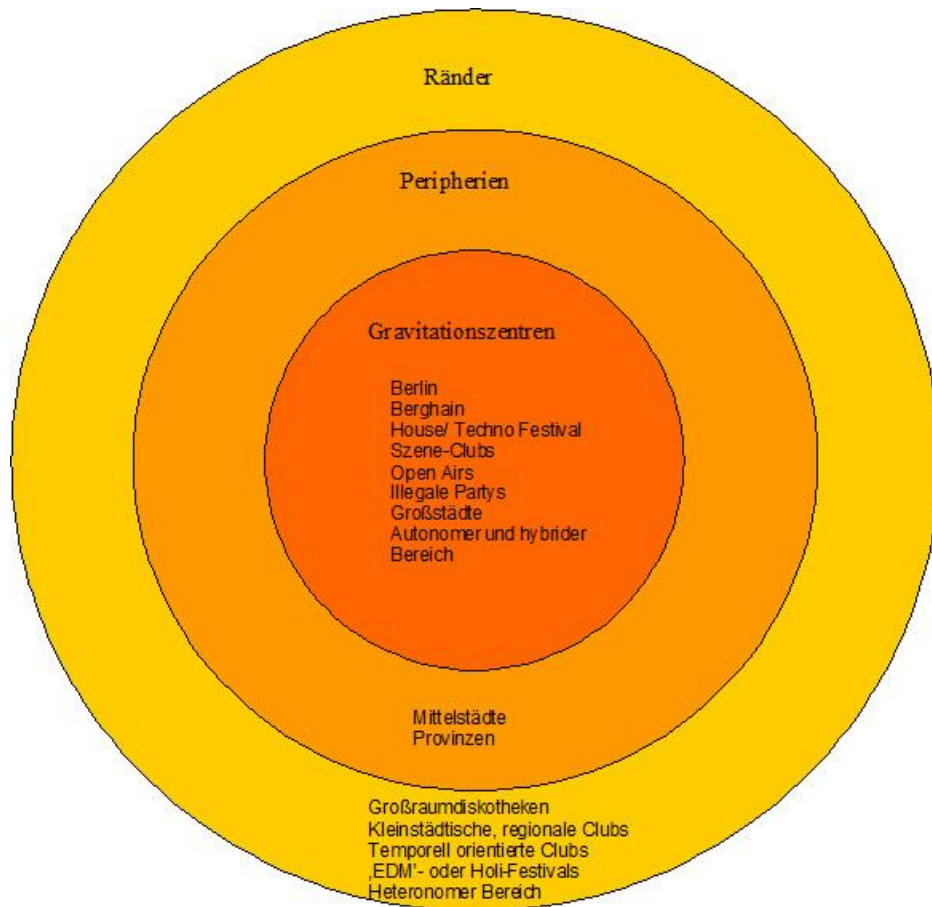 Ränder
Peripherien
Gravitationszentren
Berlin
Berghain
House/ Techno Festival
Szene-Clubs
Open Airs
Illegale Partys
Großstädte
Autonomer und hybrider
Bereich
Mittelstädte
Provinzen
Großraumdiskotheken
Kleinstädtische, regionale Clubs
Temporell orientierte Clubs
‚EDM'- oder Holi-Festivals
Heteronomer Bereich